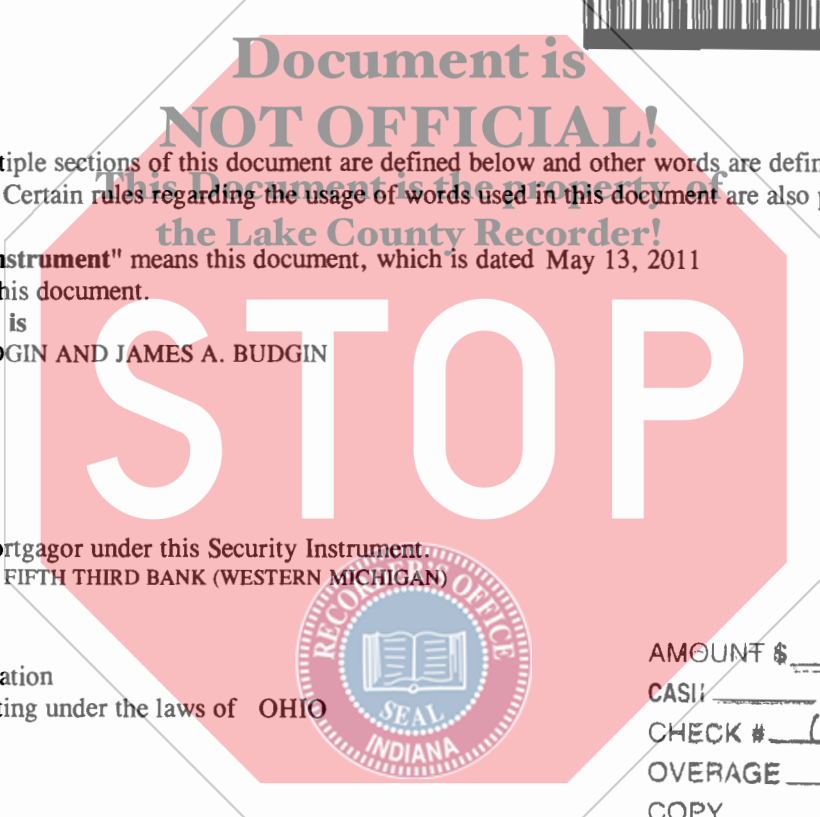 Document is
NOT OFFICIAL!
tiple sections of this document are defined below and other words are defin
This Document is the property of
Certain rules regarding the usage of words used in this document are also p
the Lake County Recorder!
nstrument" means this document, which is dated May 13, 2011
his document.
is
DGIN AND JAMES A. BUDGIN
STOP
ortgagor under this Security Instrument.
FIFTH THIRD BANK (WESTERN MICHIGAN)
RECORDER'S OFFICE
SEAL
INDIANA
ation
ting under the laws of OHIO
AMOUNT $
CASH
CHECK #
OVERAGE
COPY